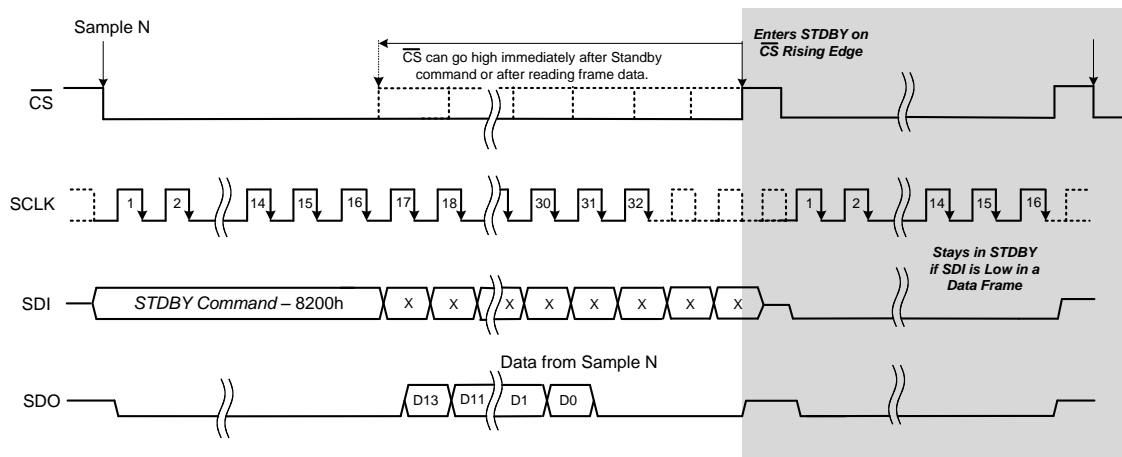 Sample N
CS can go high immediately after Standby
command or after reading frame data.
Enters STDBY on
CS Rising Edge
CS
SCLK
1 2 14 15 16 17 18 30 31 32 1 2 14 15 16
Stays in STDBY
if SDI is Low in a
Data Frame
SDI
STDBY Command – 8200h X X X X X X X X
Data from Sample N
SDO
D13 D11 D1 D0